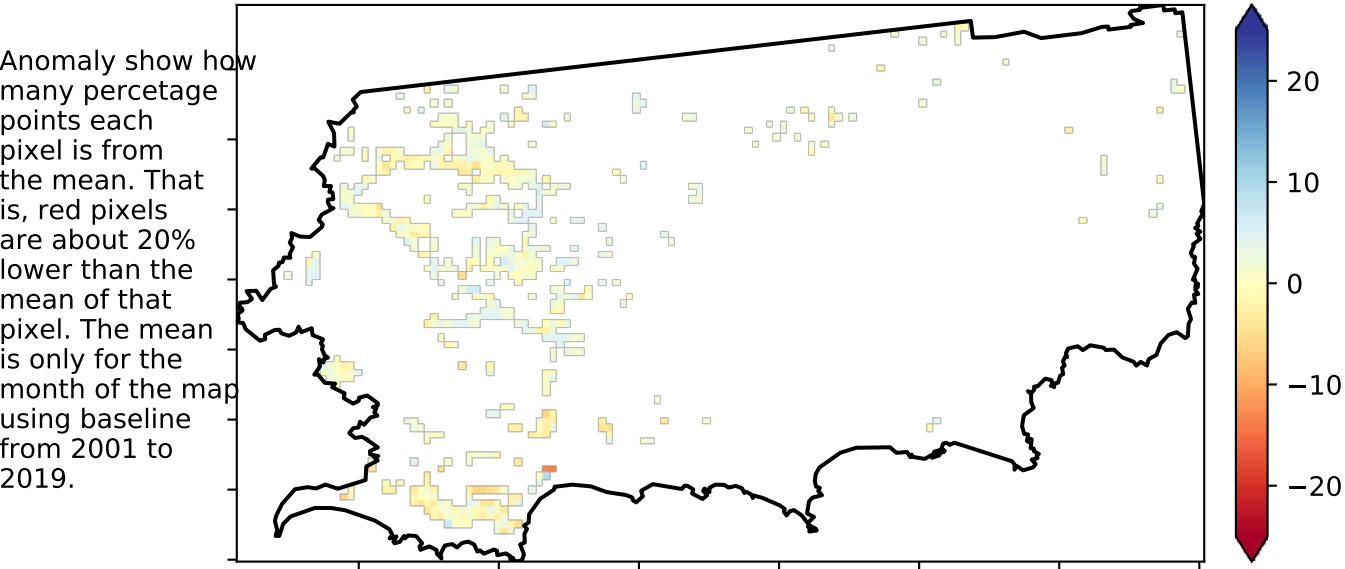 Anomaly show how
many percetage
points each
pixel is from
the mean. That
is, red pixels
are about 20%
lower than the
mean of that
pixel. The mean
is only for the
month of the map
using baseline
from 2001 to
2019.
20
10
0
−10
−20